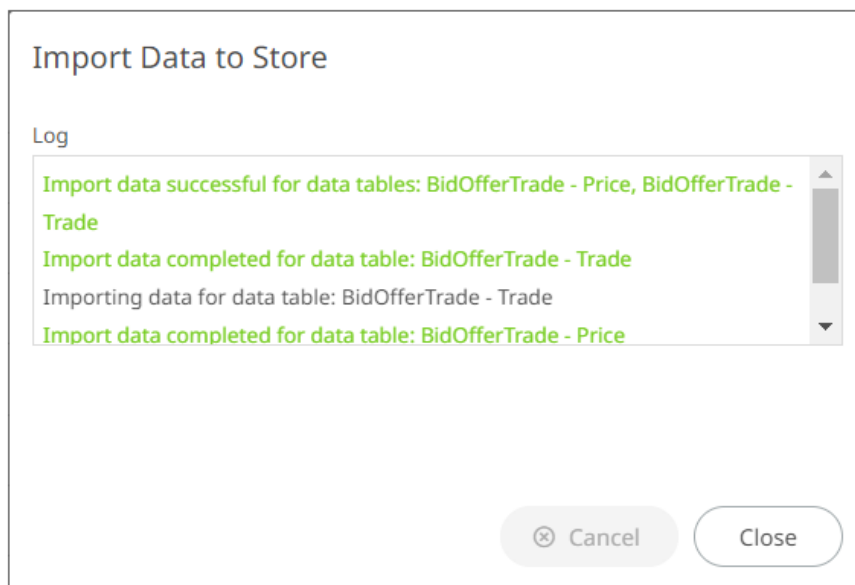 Import Data to Store
Log
Import data successful for data tables: BidOfferTrade - Price, BidOfferTrade -
Trade
Import data completed for data table: BidOfferTrade - Trade
Importing data for data table: BidOfferTrade - Trade
Import data completed for data table: BidOfferTrade - Price
Cancel
Close